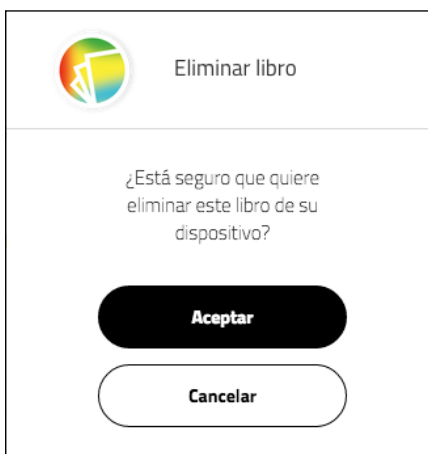 Eliminar libro
¿Está seguro que quiere
eliminar este libro de su
dispositivo?
Aceptar
Cancelar